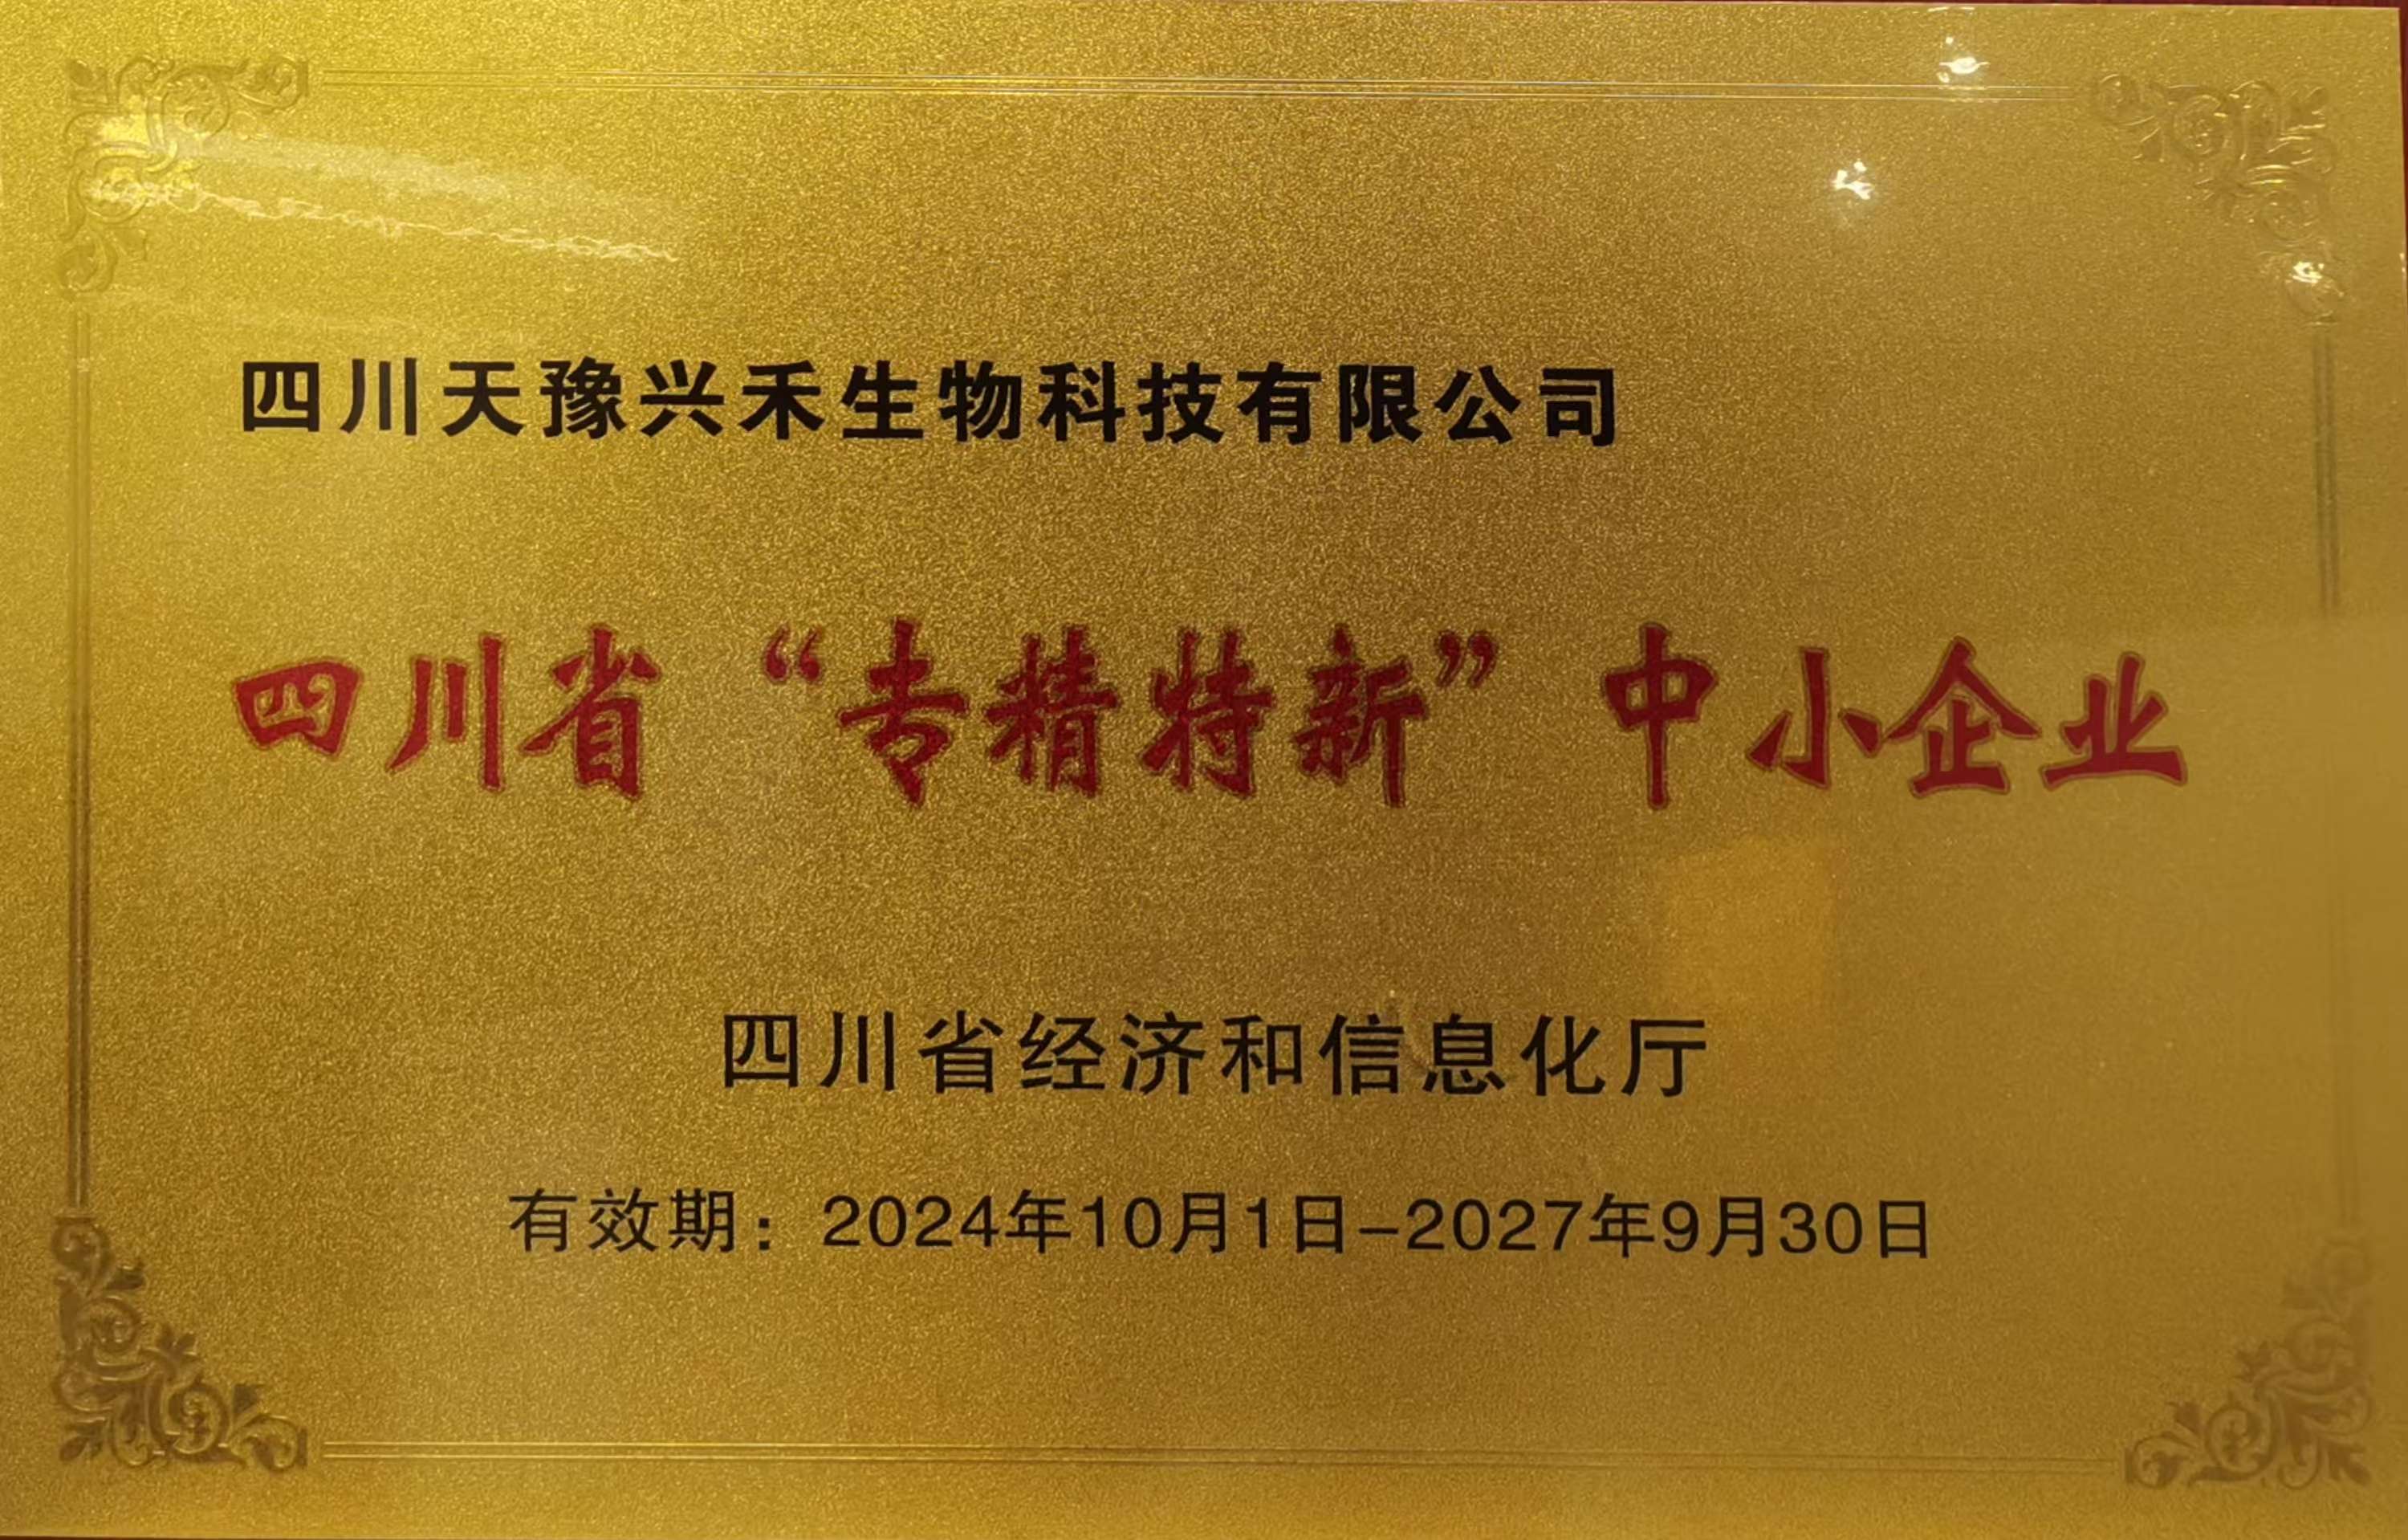 四川天豫兴禾生物科技有限公司
四川省“专精特新”中小企业
四川省经济和信息化厅
有效期：2024年10月1日-2027年9月30日